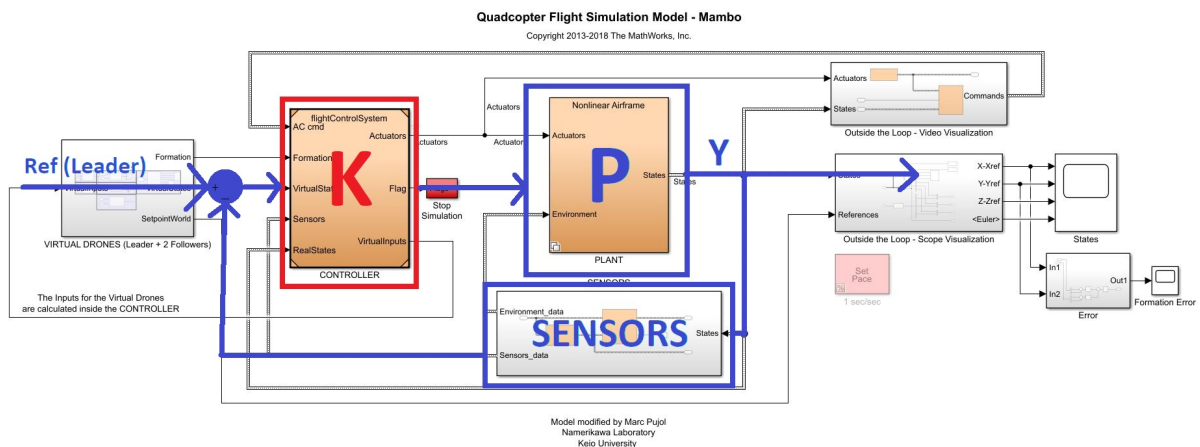 Quadcopter Flight Simulation Model - Mambo
Copyright 2013-2018 The MathWorks, Inc.
Ref (Leader)
Formation
SetpointWorld
VIRTUAL DRONES (Leader + 2 Followers)
The Inputs for the Virtual Drones
are calculated inside the CONTROLLER
+
−
flightControlSystem
AC cmd
Actuators
Formation
K
VirtualStat
Flag
Sensors
VirtualInputs
RealStates
CONTROLLER
Stop
Simulation
Actuators
Nonlinear Airframe
Actuators
P
States
States
Environment
PLANT
Y
SENSORS
Environment_data
States
Sensors_data
Actuators
Commands
States
Outside the Loop - Video Visualization
X-Xref
Y-Yref
Z-Zref
<Euler>
References
Outside the Loop - Scope Visualization
States
Set
Pace
1 sec/sec
In1
Out1
In2
Error
Formation Error
Model modified by Marc Pujol
Namerikawa Laboratory
Keio University